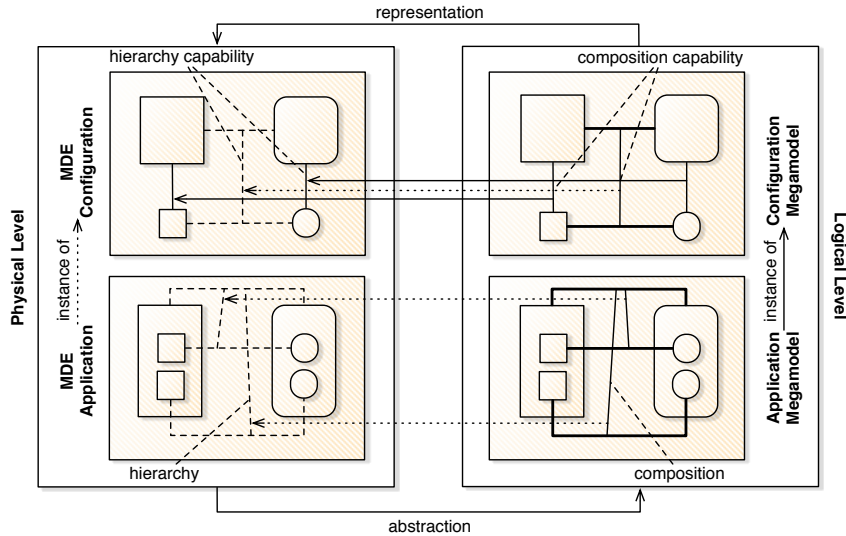 representation
hierarchy capability
composition capability
Physical Level
MDE
Configuration
instance of
MDE
Application
Configuration
Megamodel
instance of
Application
Megamodel
Logical Level
hierarchy
composition
abstraction